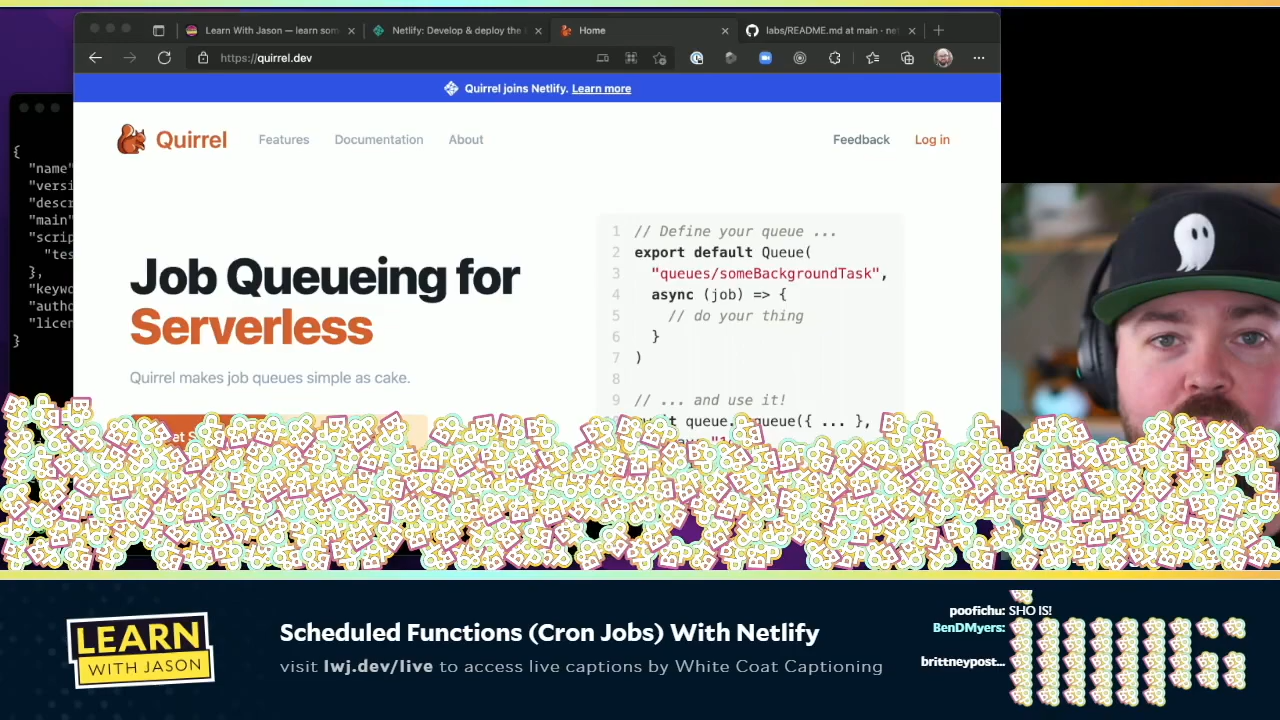 Learn With Jason — learn som
Netlify: Develop & deploy the
Home
labs/README.md at main · ne
https://quirrel.dev
Quirrel joins Netlify. Learn more
Quirrel
Features
Documentation
About
Feedback
Log in
{
"name"
"versi
"descr
"main"
"scrip
"tes
},
"keywo
"autho
"licen
}
Job Queueing for
Serverless
Quirrel makes job queues simple as cake.
1 // Define your queue ...
2 export default Queue(
3 "queues/someBackgroundTask",
4 async (job) => {
5 // do your thing
6 }
7 )
8
9 // ... and use it!
queue. queue({ ... },
LEARN
WITH JASON
Scheduled Functions (Cron Jobs) With Netlify
visit lwj.dev/live to access live captions by White Coat Captioning
poofichu: SHO IS!
BenDMyers:
brittneypost...